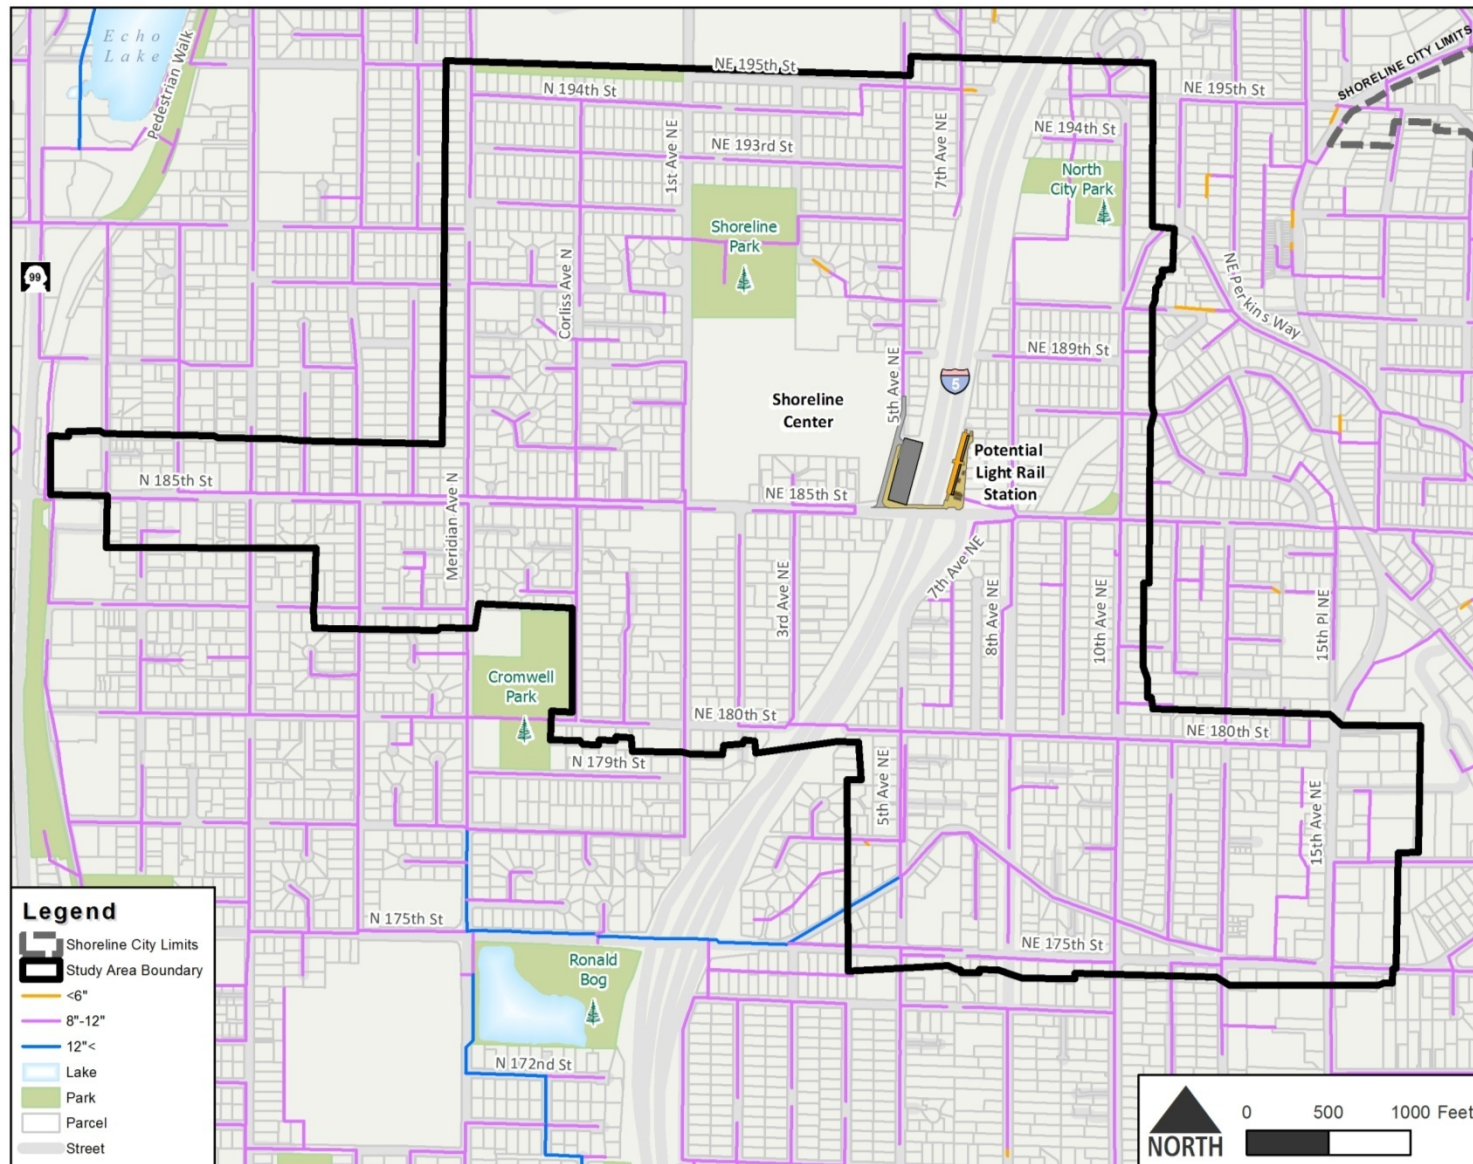 Echo
Lake
Pedestrian Walk
SHORELINE CITY LIMITS
NE 195th St
N 194th St
NE 195th St
NE 194th St
NE 193rd St
1st Ave NE
7th Ave NE
North
City Park
Shoreline
Park
Corliss Ave N
NE Perkins Way
99
NE 189th St
5th Ave NE
5
Shoreline
Center
Potential
Light Rail
Station
N 185th St
NE 185th St
Meridian Ave N
3rd Ave NE
7th Ave NE
8th Ave NE
10th Ave NE
15th Pl NE
Cromwell
Park
NE 180th St
NE 180th St
N 179th St
5th Ave NE
15th Ave NE
N 175th St
NE 175th St
Ronald
Bog
N 172nd St
Legend
Shoreline City Limits
Study Area Boundary
<6"
8"-12"
12"<
Lake
Park
Parcel
Street
NORTH
0 500 1000 Feet